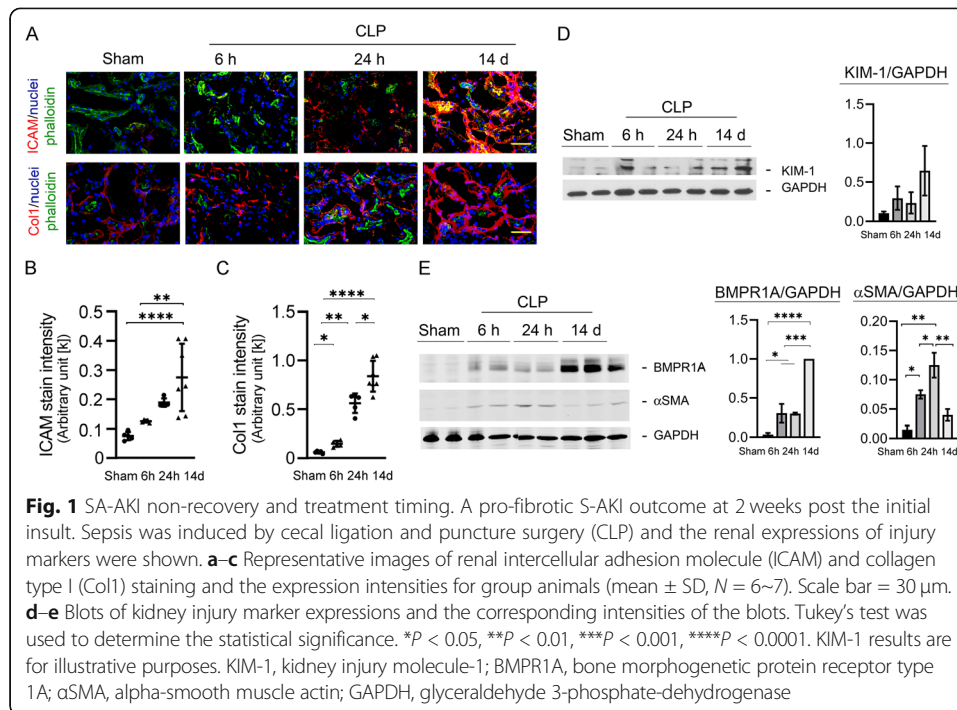 A
CLP
Sham
6 h
24 h
14 d
ICAM/nuclei
phalloidin
Col1/nuclei
phalloidin
B
ICAM stain intensity
(Arbitrary unit [k])
0.5
0.4
0.3
0.2
0.1
0
**
****
Sham 6h 24h 14d
C
Col1 stain intensity
(Arbitrary unit [k])
1.5
1.0
0.5
0.0
****
**
*
*
Sham 6h 24h 14d
D
CLP
Sham 6 h 24 h 14 d
- KIM-1
- GAPDH
KIM-1/GAPDH
1.5
1.0
0.5
0.0
Sham 6h 24h 14d
E
CLP
Sham 6 h 24 h 14 d
- BMPR1A
- αSMA
- GAPDH
BMPR1A/GAPDH
1.5
1.0
0.5
0.0
****
***
*
Sham 6h 24h 14d
αSMA/GAPDH
0.20
0.15
0.10
0.05
0.00
**
*
**
*
Sham 6h 24h 14d
Fig. 1 SA-AKI non-recovery and treatment timing. A pro-fibrotic S-AKI outcome at 2 weeks post the initial
insult. Sepsis was induced by cecal ligation and puncture surgery (CLP) and the renal expressions of injury
markers were shown. a–c Representative images of renal intercellular adhesion molecule (ICAM) and collagen
type I (Col1) staining and the expression intensities for group animals (mean ± SD, N = 6~7). Scale bar = 30 μm.
d–e Blots of kidney injury marker expressions and the corresponding intensities of the blots. Tukey's test was
used to determine the statistical significance. *P < 0.05, **P < 0.01, ***P < 0.001, ****P < 0.0001. KIM-1 results are
for illustrative purposes. KIM-1, kidney injury molecule-1; BMPR1A, bone morphogenetic protein receptor type
1A; αSMA, alpha-smooth muscle actin; GAPDH, glyceraldehyde 3-phosphate-dehydrogenase